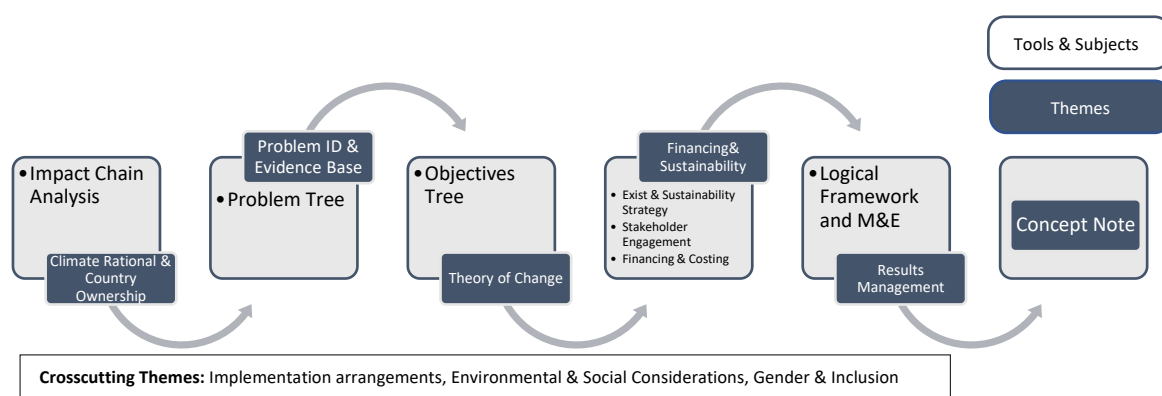 Tools & Subjects
Themes
• Impact Chain
Analysis
Climate Rational &
Country
Ownership
Problem ID &
Evidence Base
• Problem Tree
• Objectives
Tree
Theory of Change
Financing&
Sustainability
• Exist & Sustainability
Strategy
• Stakeholder
Engagement
• Financing & Costing
• Logical
Framework
and M&E
Results
Management
Concept Note
Crosscutting Themes: Implementation arrangements, Environmental & Social Considerations, Gender & Inclusion